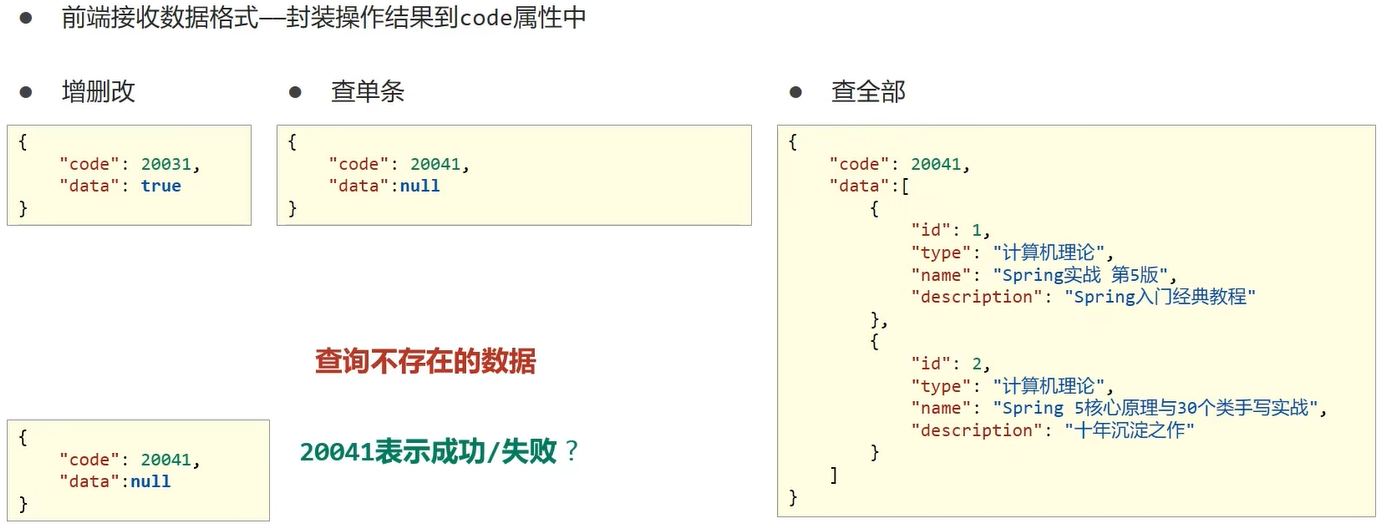 ● 前端接收数据格式——封装操作结果到code属性中
● 增删改
{
    "code": 20031,
    "data": true
}
● 查单条
{
    "code": 20041,
    "data":null
}
查询不存在的数据
{
    "code": 20041,
    "data":null
}
20041表示成功/失败？
● 查全部
{
    "code": 20041,
    "data":[
        {
            "id": 1,
            "type": "计算机理论",
            "name": "Spring实战 第5版",
            "description": "Spring入门经典教程"
        },
        {
            "id": 2,
            "type": "计算机理论",
            "name": "Spring 5核心原理与30个类手写实战",
            "description": "十年沉淀之作"
        }
    ]
}